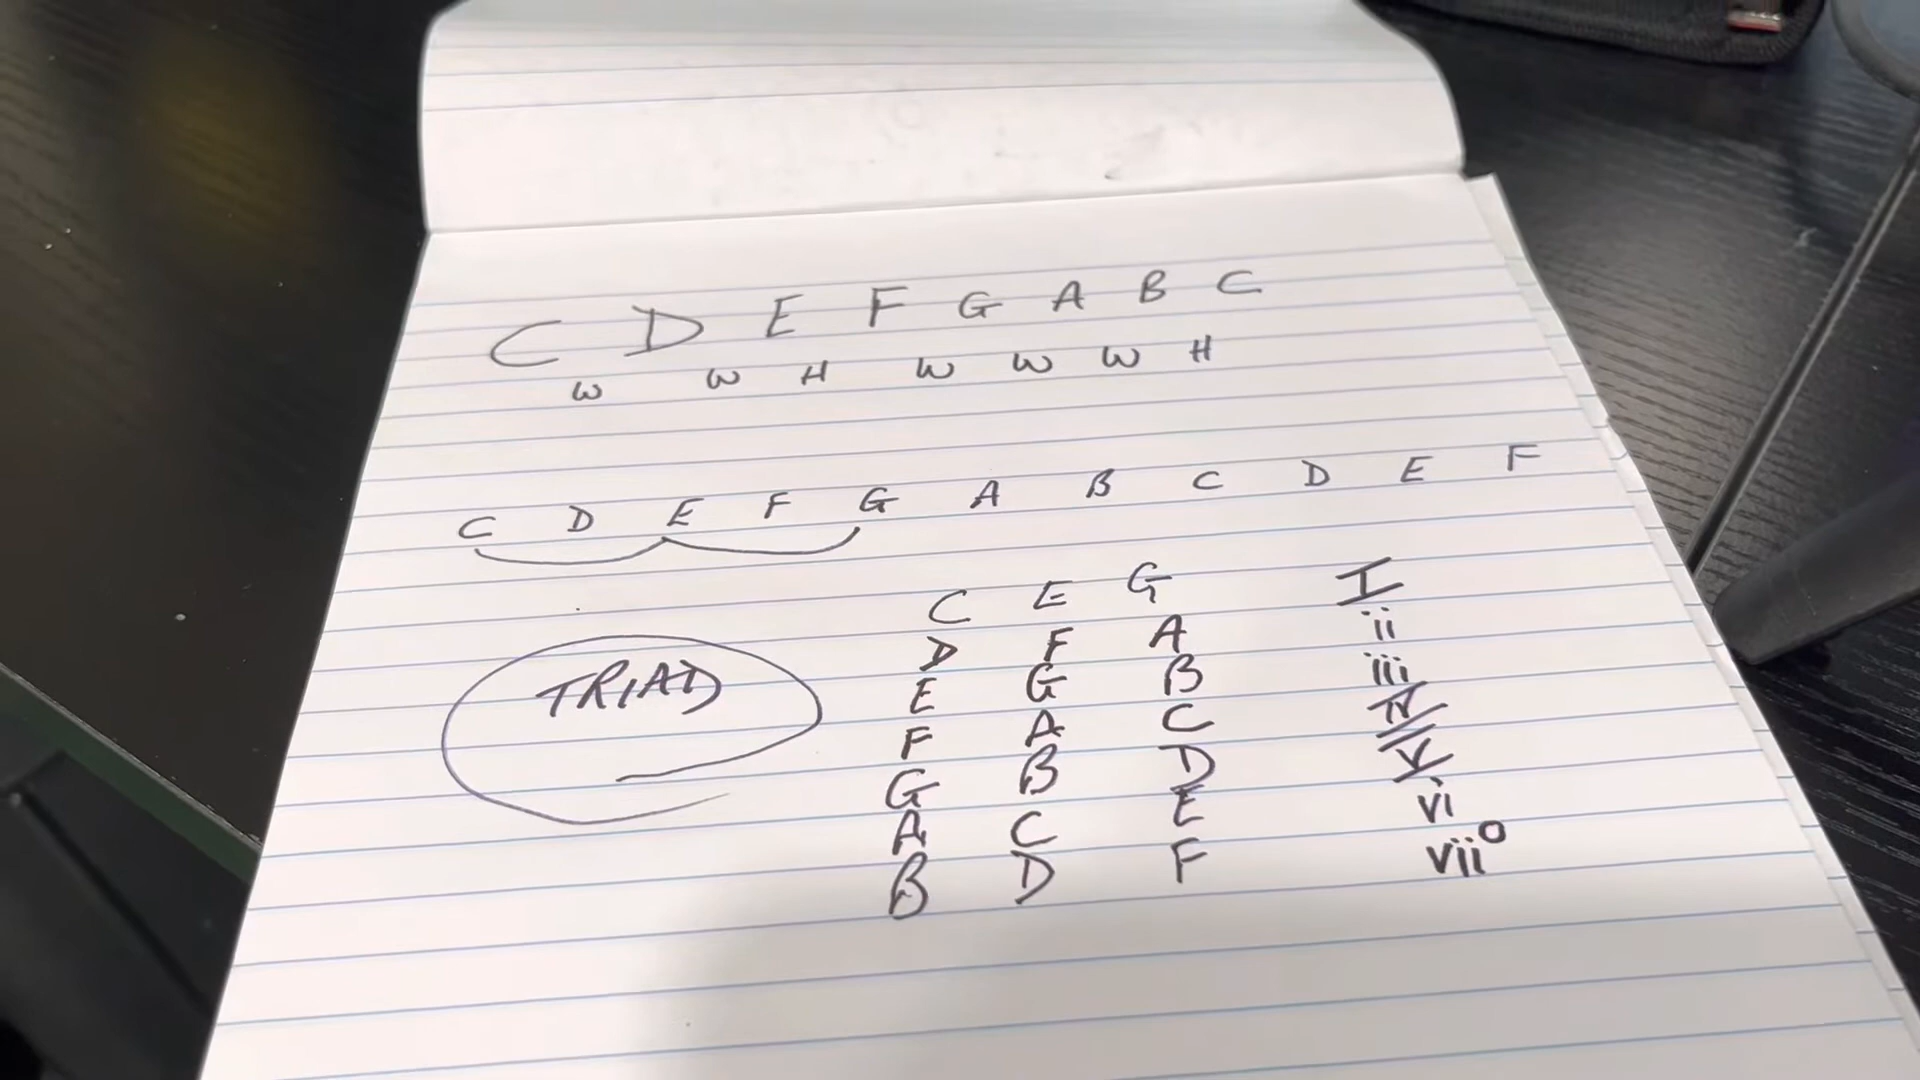 C D E F G A B C
W W H W W W H
C D E F G A B C D E F
TRIAD
C E G I
D F A ii
E G B iii
F A C IV
G B D V
A C E vi
B D F vii°